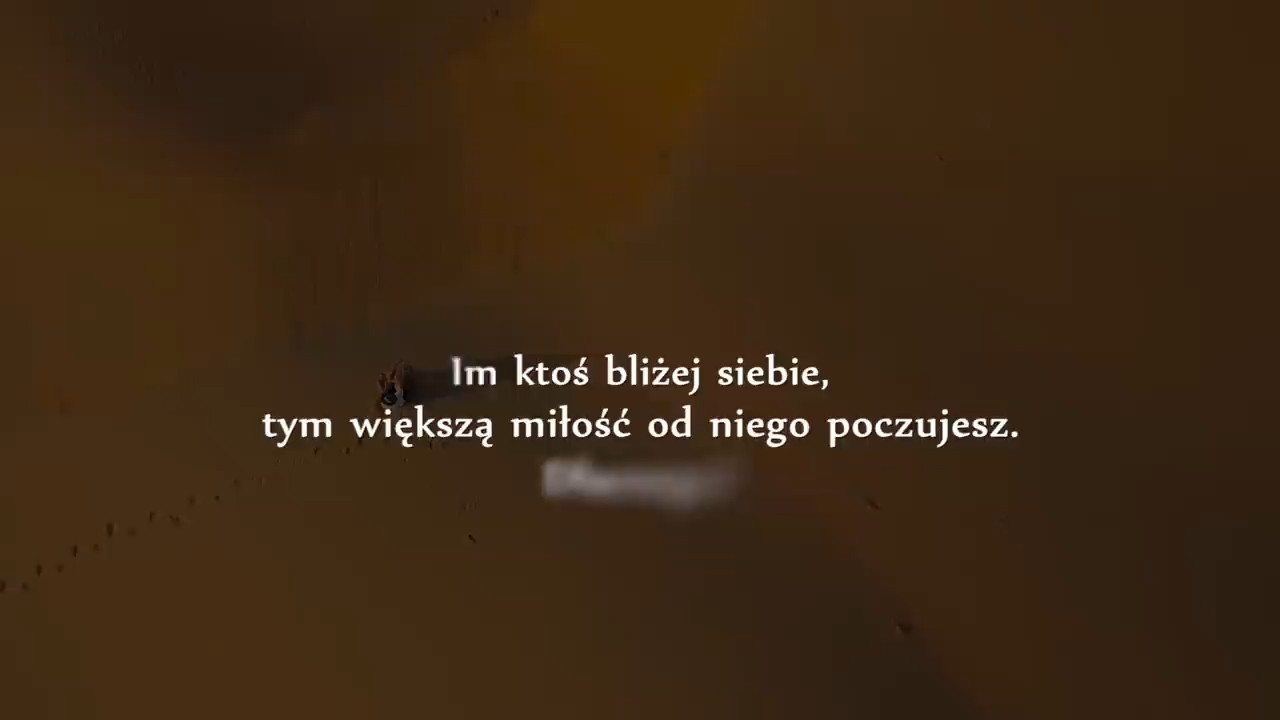 Im ktoś bliżej siebie,
tym większą miłość od niego poczujesz.